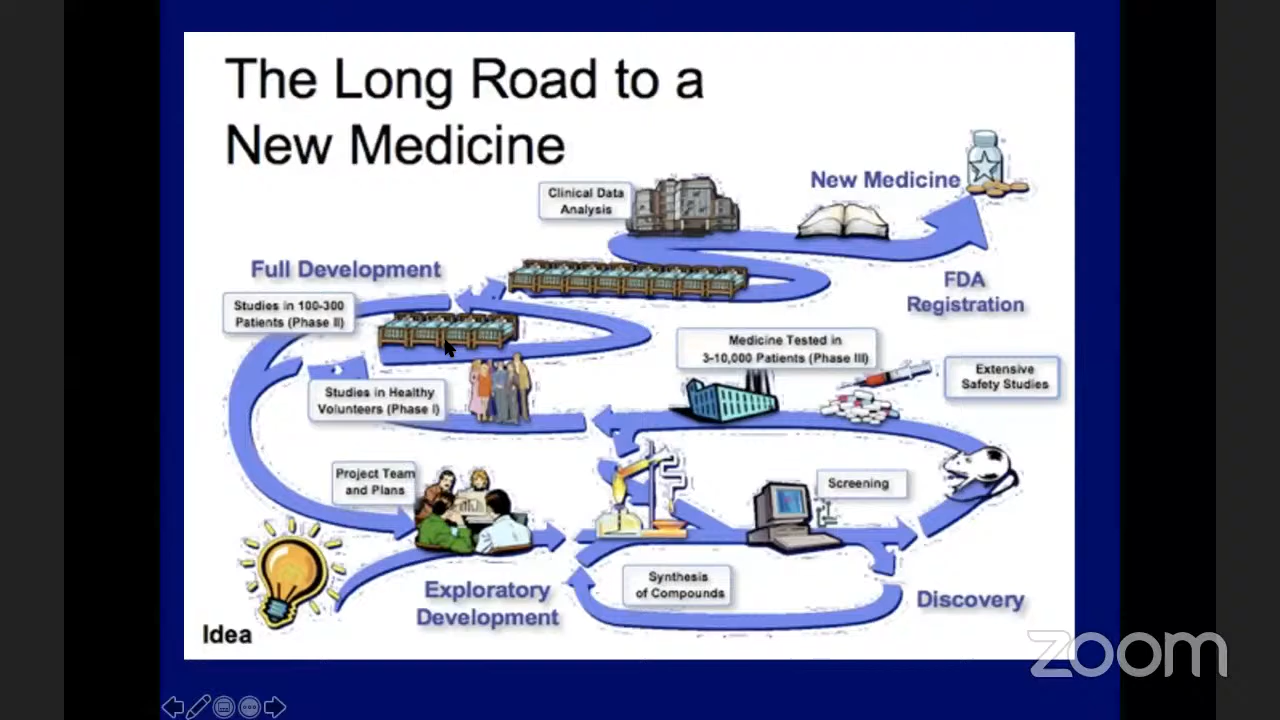 The Long Road to a
New Medicine
Clinical Data
Analysis
New Medicine
Full Development
FDA
Registration
Studies in 100-300
Patients (Phase II)
Medicine Tested in
3-10,000 Patients (Phase III)
Extensive
Safety Studies
Studies in Healthy
Volunteers (Phase I)
Project Team
and Plans
Screening
Synthesis
of Compounds
Exploratory
Development
Discovery
Idea
zoom